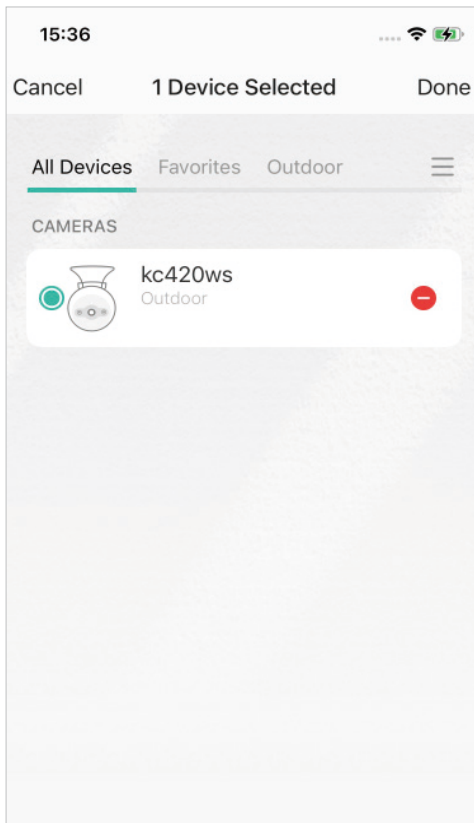 15:36
Cancel 1 Device Selected Done
All Devices Favorites Outdoor
CAMERAS
kc420ws
Outdoor